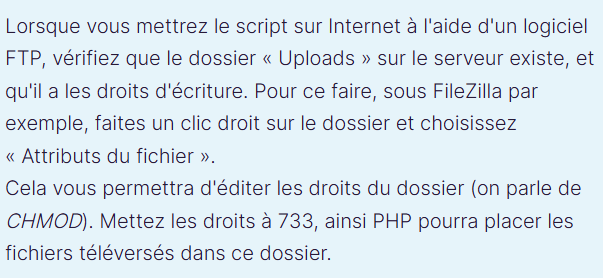 Lorsque vous mettrez le script sur Internet à l'aide d'un logiciel
FTP, vérifiez que le dossier « Uploads » sur le serveur existe, et
qu'il a les droits d'écriture. Pour ce faire, sous FileZilla par
exemple, faites un clic droit sur le dossier et choisissez
« Attributs du fichier ».
Cela vous permettra d'éditer les droits du dossier (on parle de
CHMOD). Mettez les droits à 733, ainsi PHP pourra placer les
fichiers téléversés dans ce dossier.